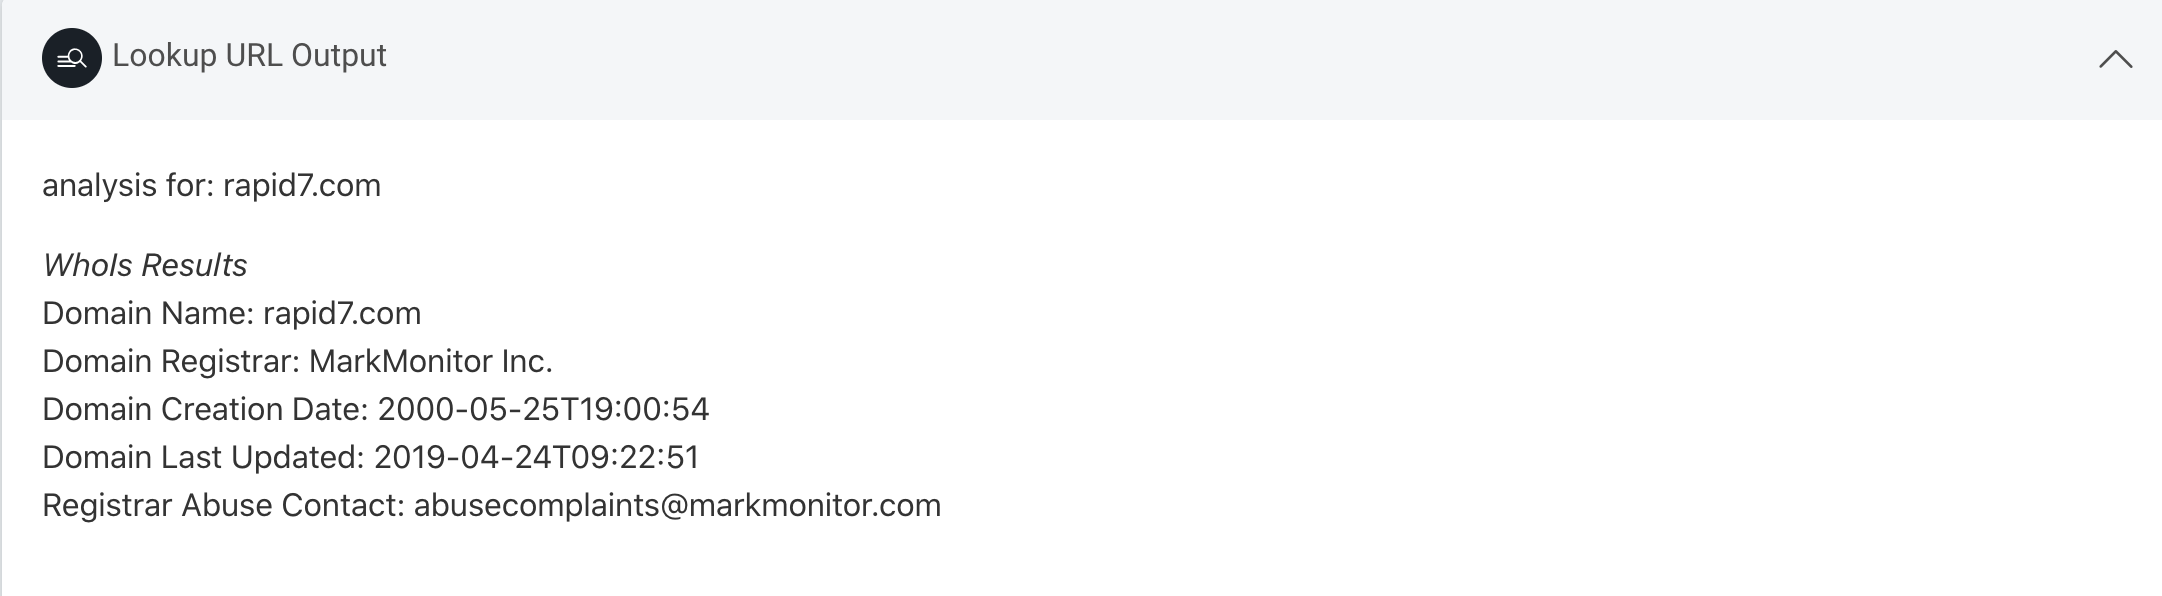 Lookup URL Output
analysis for: rapid7.com
WhoIs Results
Domain Name: rapid7.com
Domain Registrar: MarkMonitor Inc.
Domain Creation Date: 2000-05-25T19:00:54
Domain Last Updated: 2019-04-24T09:22:51
Registrar Abuse Contact: abusecomplaints@markmonitor.com